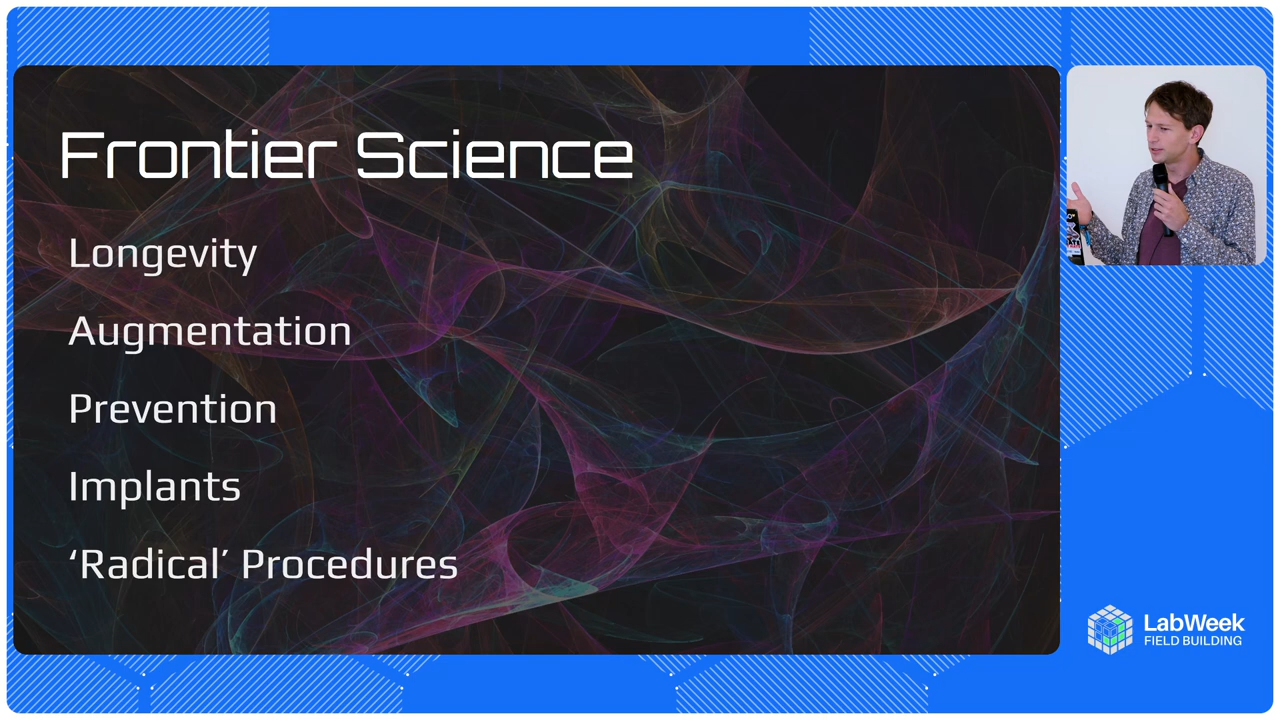 Frontier Science
Longevity
Augmentation
Prevention
Implants
‘Radical’ Procedures
LabWeek
FIELD BUILDING